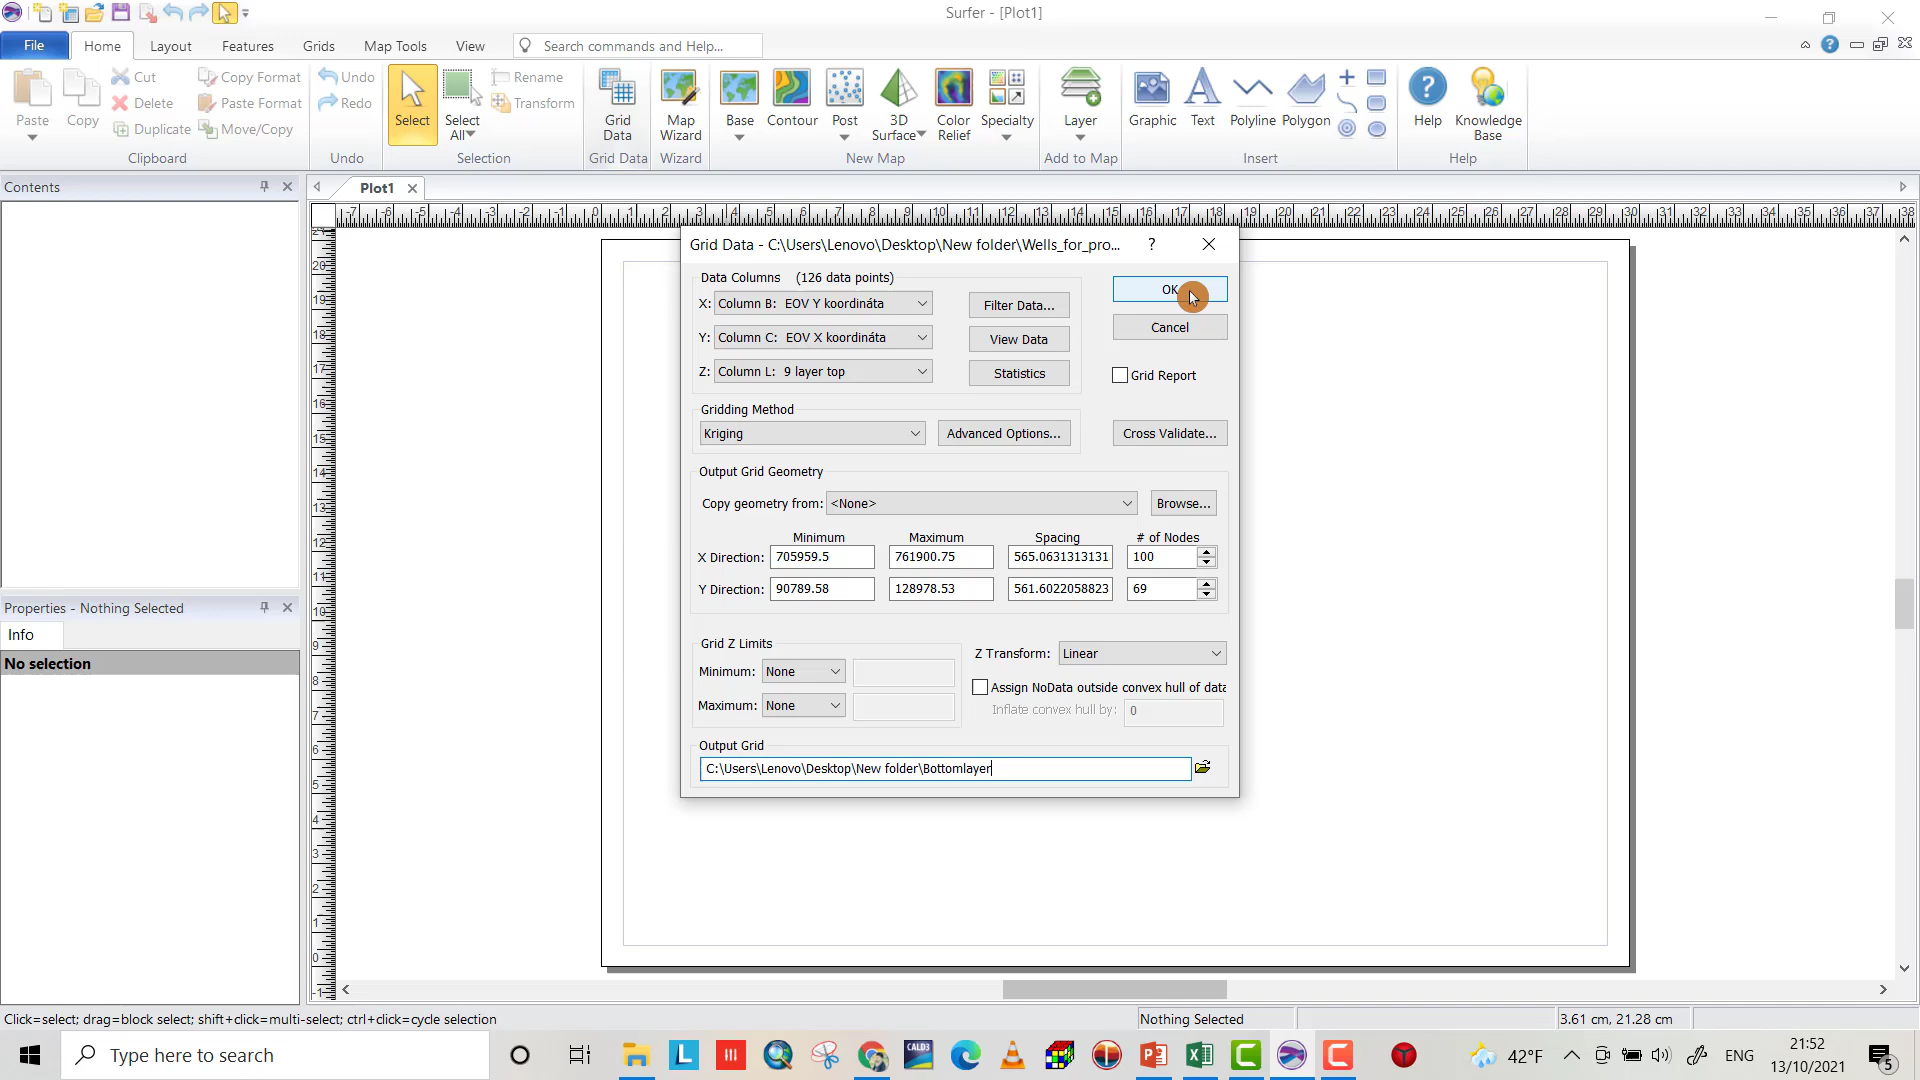 Surfer - [Plot1]
File Home Layout Features Grids Map Tools View Search commands and Help...
Paste Copy Cut Delete Duplicate Copy Format Paste Format Move/Copy
Clipboard
Undo Redo
Undo
Select Select All Rename Transform
Selection
Grid Data
Grid Data
Map Wizard
Wizard
Base Contour Post 3D Surface Color Relief Specialty
New Map
Layer
Add to Map
Graphic Text Polyline Polygon
Insert
Help Knowledge Base
Help
Contents
Plot1
Properties - Nothing Selected
Info
No selection
Grid Data - C:\Users\Lenovo\Desktop\New folder\Wells_for_pro... ?
Data Columns (126 data points)
X: Column B: EOV Y koordináta Filter Data... OK
Y: Column C: EOV X koordináta View Data Cancel
Z: Column L: 9 layer top Statistics Grid Report
Gridding Method
Kriging Advanced Options... Cross Validate...
Output Grid Geometry
Copy geometry from: <None> Browse...
Minimum Maximum Spacing # of Nodes
X Direction: 705959.5 761900.75 565.0631313131 100
Y Direction: 90789.58 128978.53 561.6022058823 69
Grid Z Limits
Minimum: None
Maximum: None
Z Transform: Linear
Assign NoData outside convex hull of data
Inflate convex hull by: 0
Output Grid
C:\Users\Lenovo\Desktop\New folder\Bottomlayer
Click=select; drag=block select; shift+click=multi-select; ctrl+click=cycle selection Nothing Selected 3.61 cm, 21.28 cm
Type here to search
CALD3
42°F ENG
21:52
13/10/2021
5